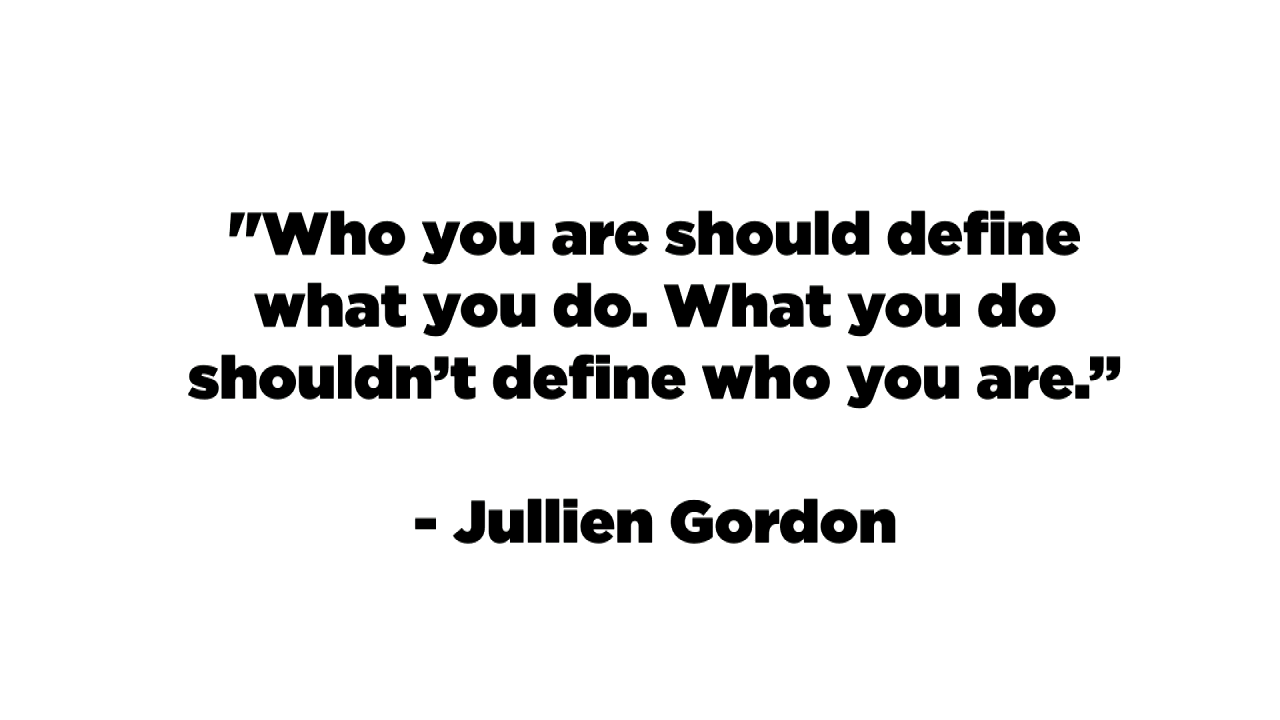 "Who you are should define
what you do. What you do
shouldn’t define who you are.”
- Jullien Gordon